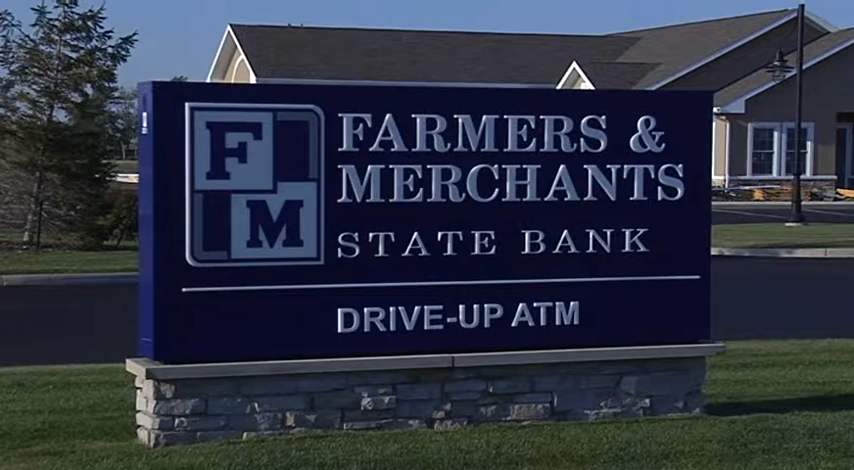 F
M
FARMERS &
MERCHANTS
STATE BANK
DRIVE-UP ATM